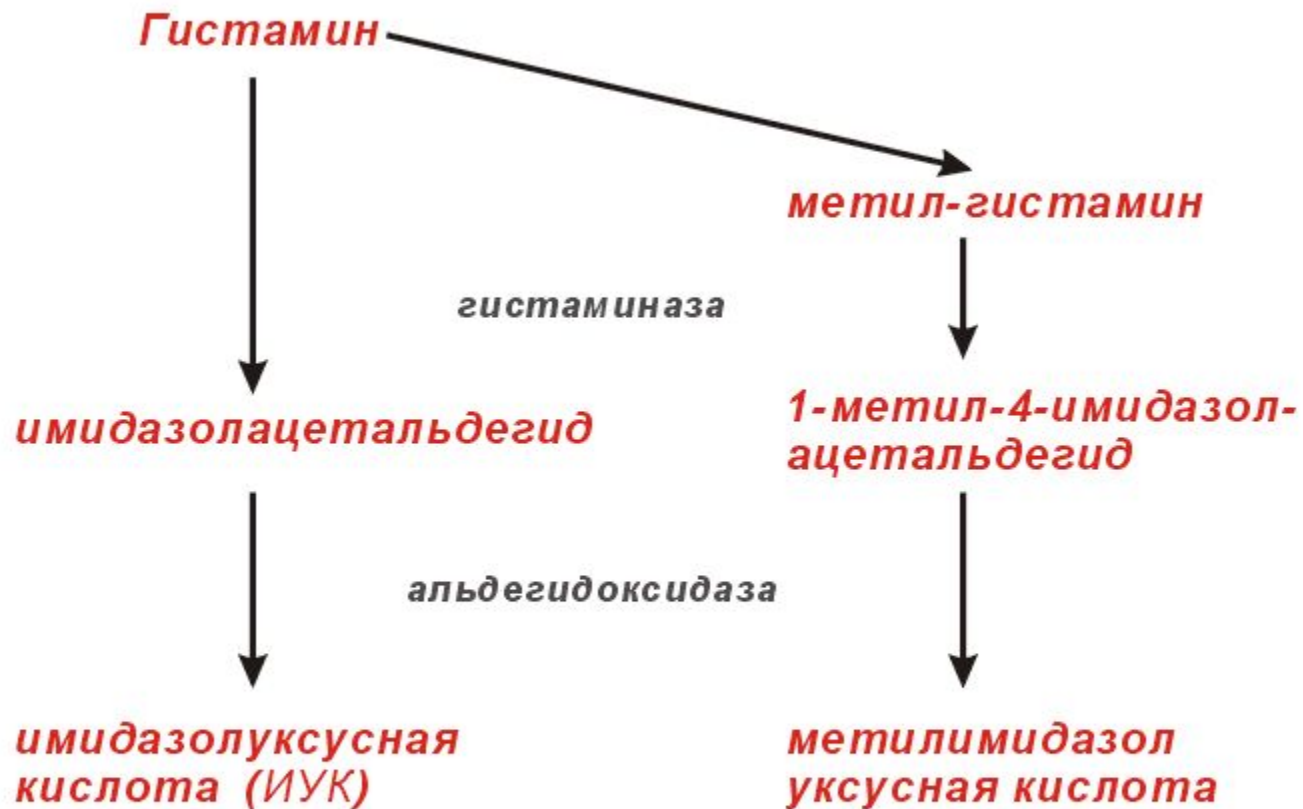 Гистамин
метил-гистамин
гистаминаза
имидазолацетальдегид
1-метил-4-имидазол-
ацетальдегид
альдегидоксидаза
имидазолуксусная
кислота (ИУК)
метилимидазол
уксусная кислота